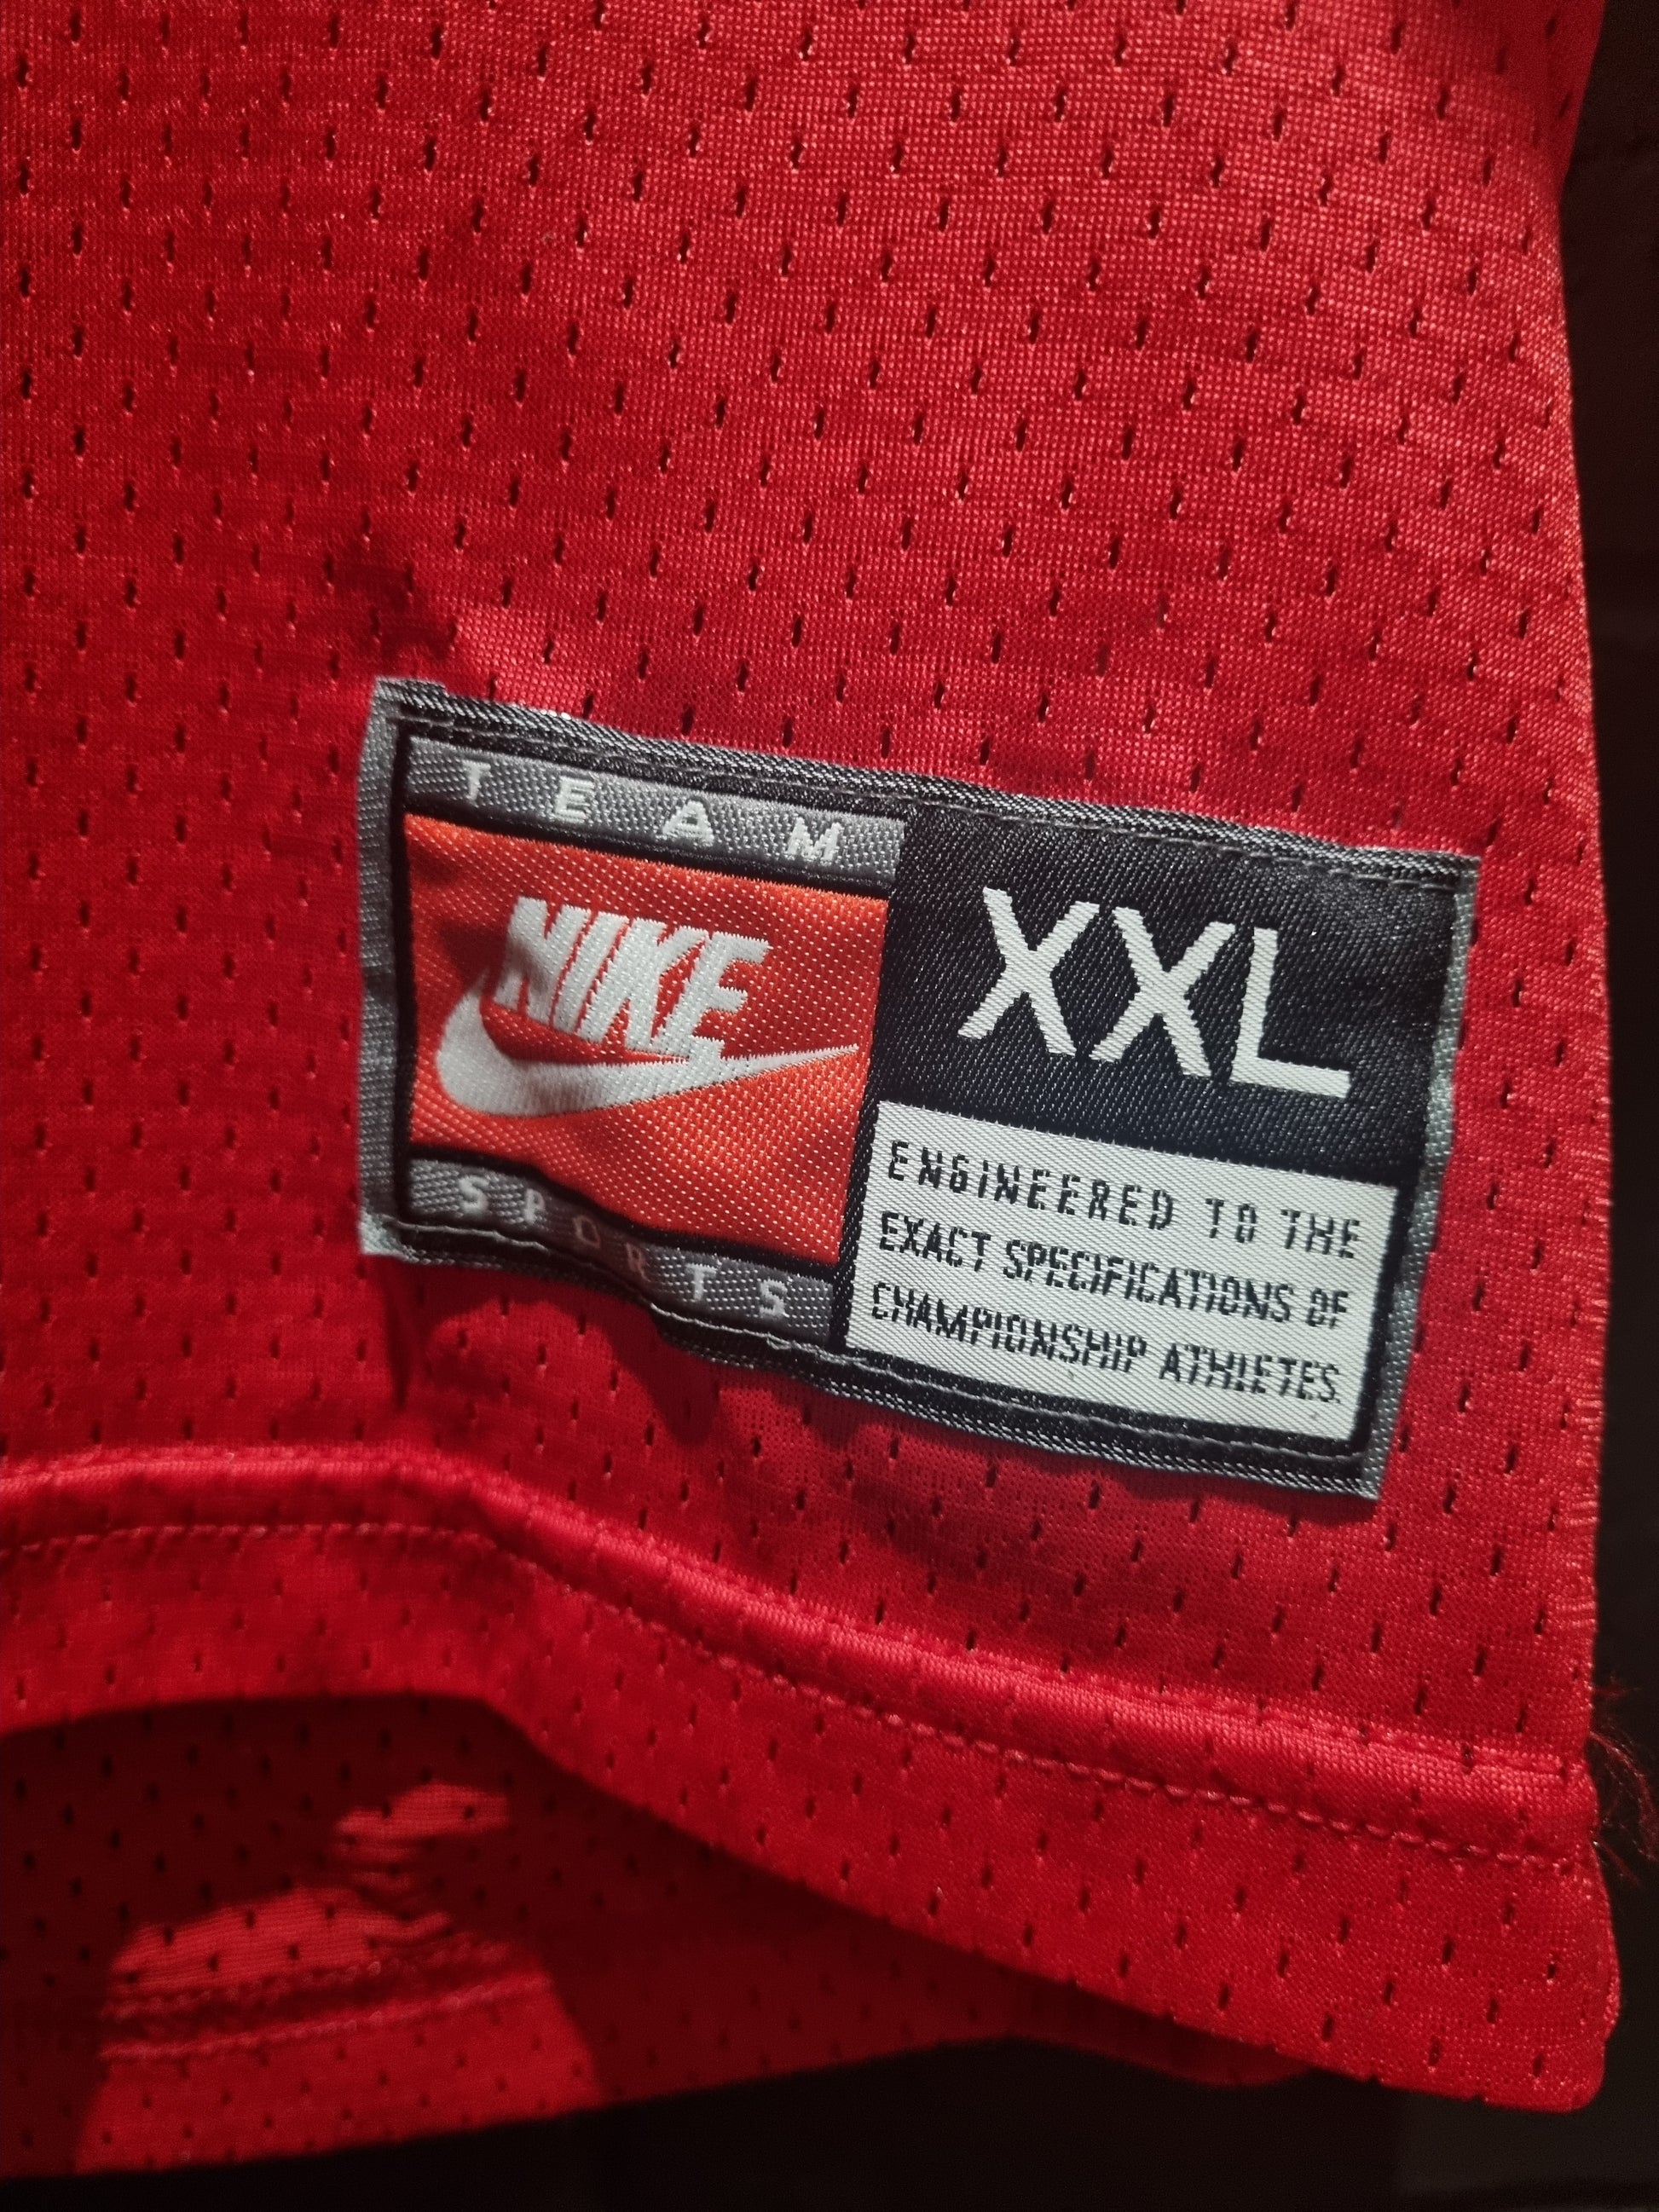 TEAM
NIKE
SPORTS
XXL
ENGINEERED TO THE
EXACT SPECIFICATIONS OF
CHAMPIONSHIP ATHLETES.